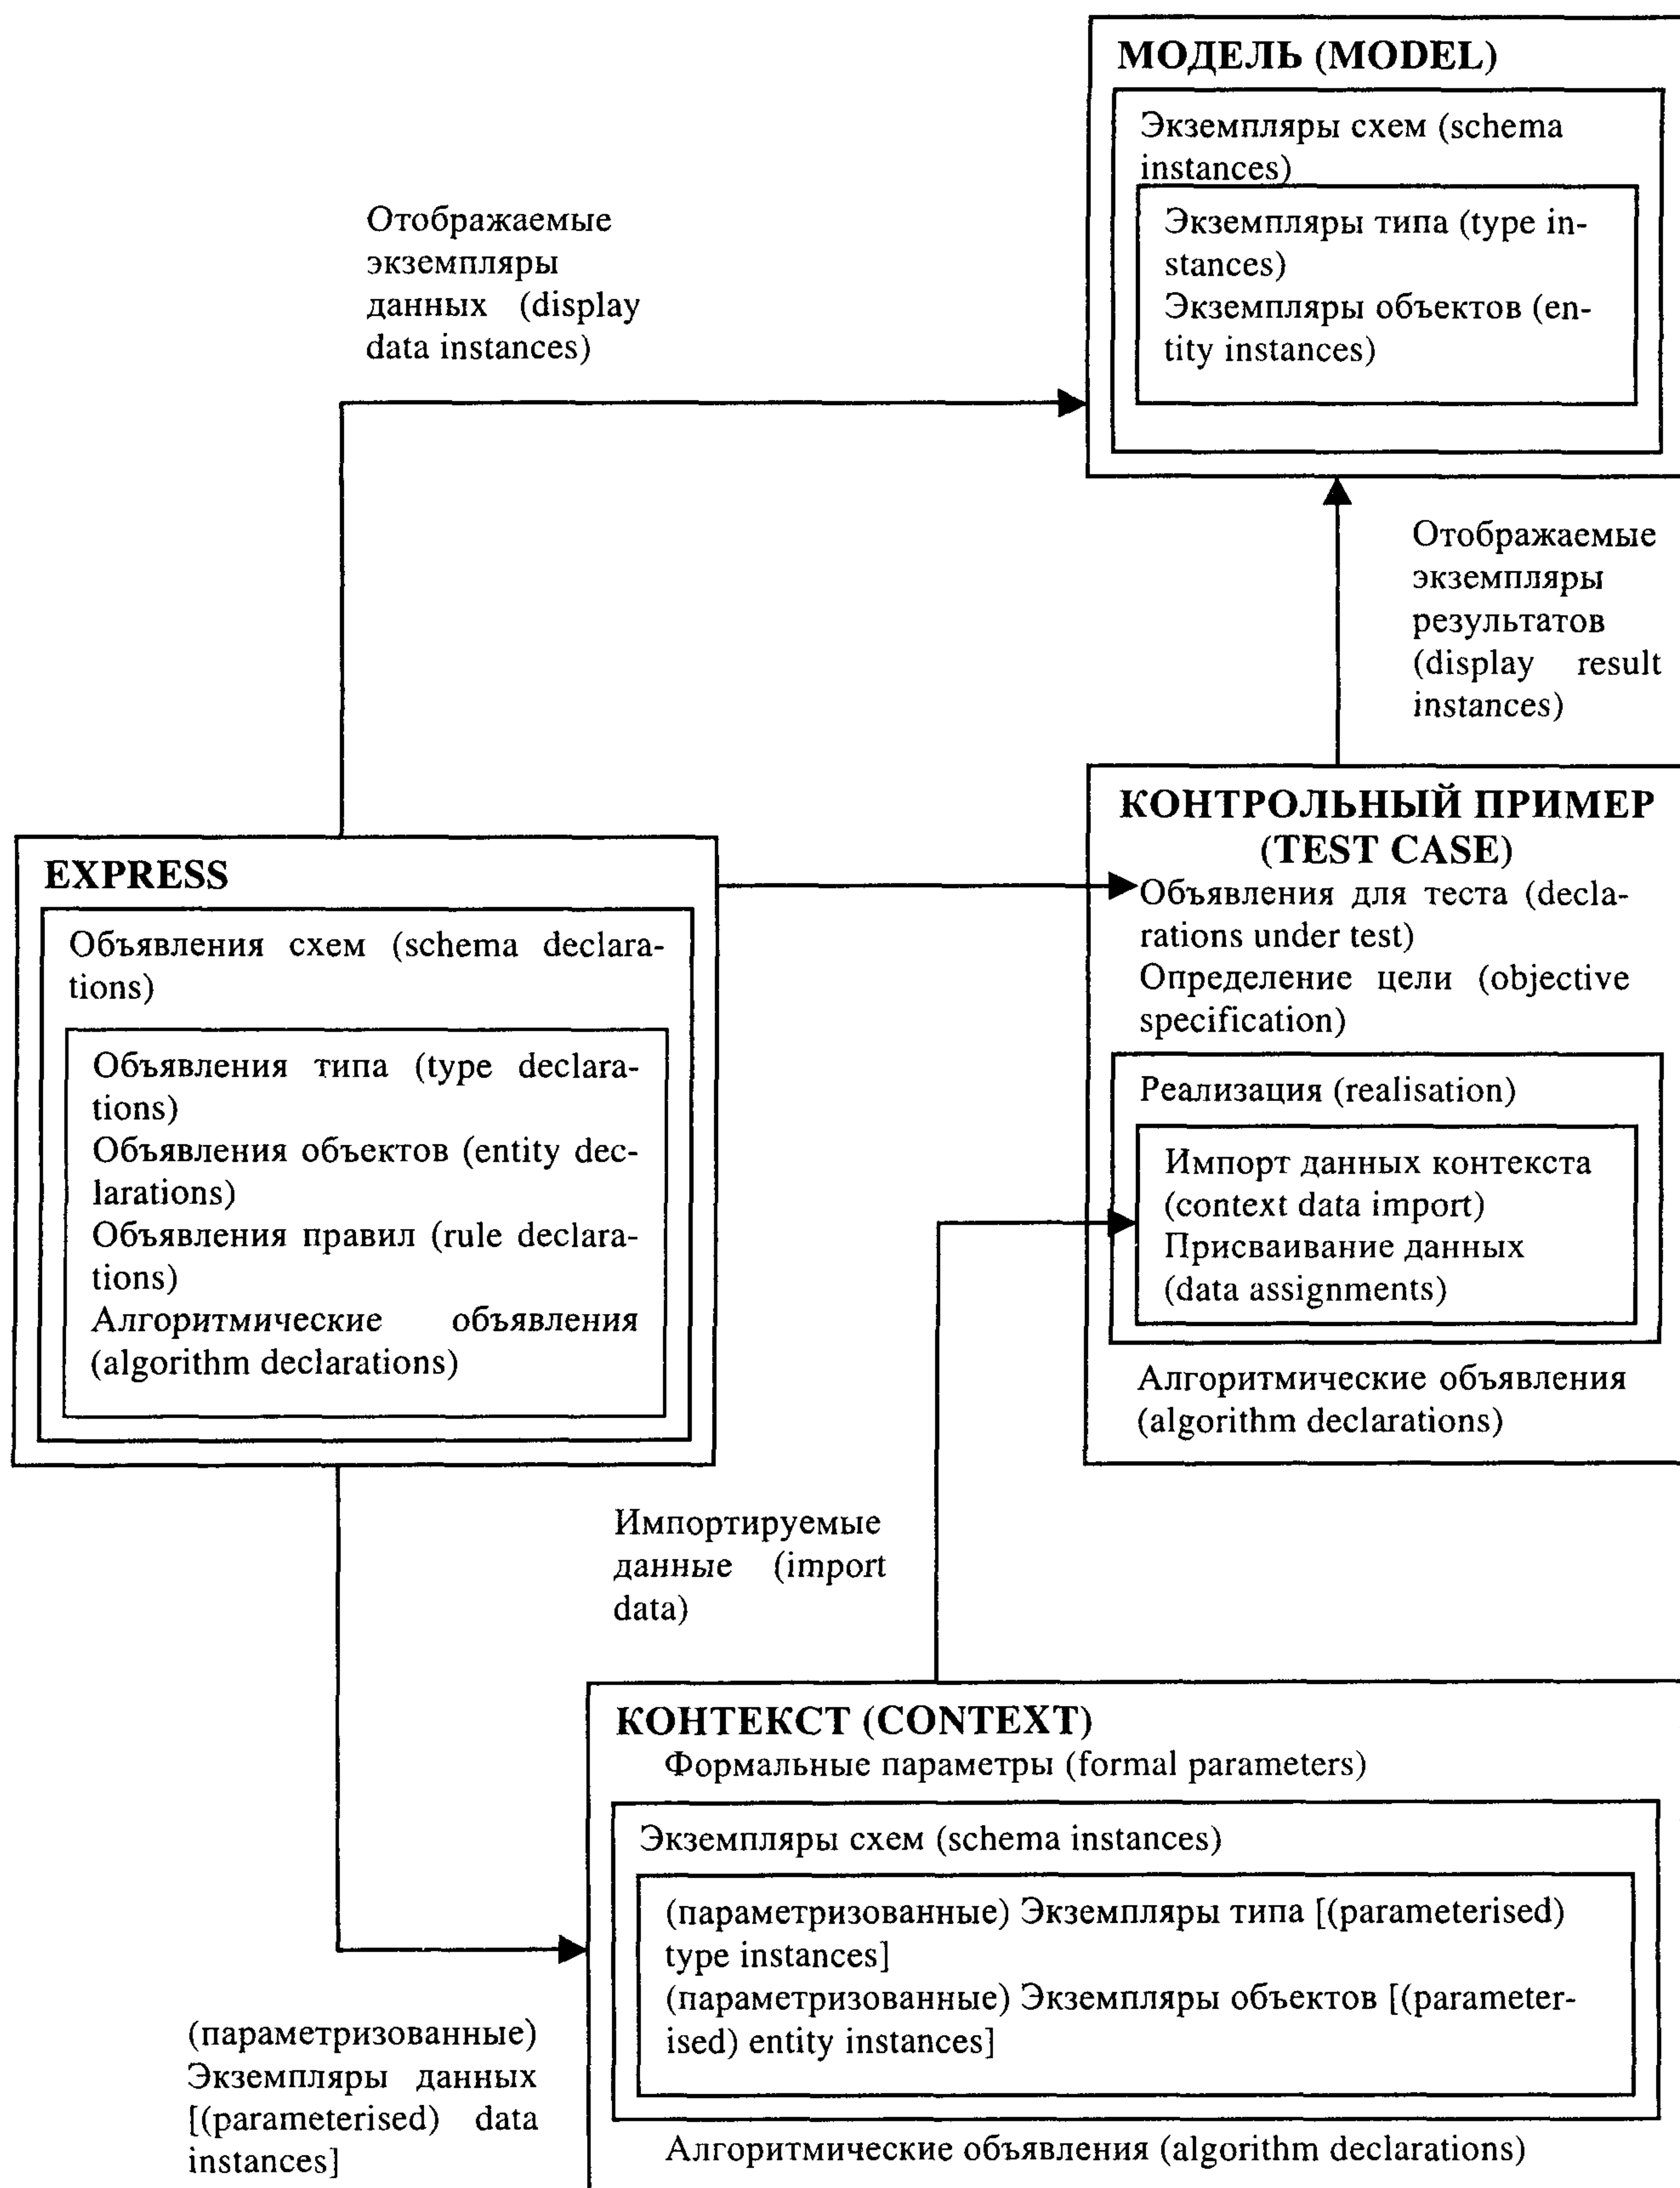 МОДЕЛЬ (MODEL)
Экземпляры схем (schema
instances)
Экземпляры типа (type in-
stances)
Экземпляры объектов (en-
tity instances)
Отображаемые
экземпляры
данных (display
data instances)
Отображаемые
экземпляры
результатов
(display result
instances)
EXPRESS
Объявления схем (schema declara-
tions)
Объявления типа (type declara-
tions)
Объявления объектов (entity dec-
larations)
Объявления правил (rule declara-
tions)
Алгоритмические объявления
(algorithm declarations)
КОНТРОЛЬНЫЙ ПРИМЕР
(TEST CASE)
Объявления для теста (decla-
rations under test)
Определение цели (objective
specification)
Реализация (realisation)
Импорт данных контекста
(context data import)
Присваивание данных
(data assignments)
Алгоритмические объявления
(algorithm declarations)
Импортируемые
данные (import
data)
КОНТЕКСТ (CONTEXT)
Формальные параметры (formal parameters)
Экземпляры схем (schema instances)
(параметризованные) Экземпляры типа [(parameterised)
type instances]
(параметризованные) Экземпляры объектов [(parameter-
ised) entity instances]
Алгоритмические объявления (algorithm declarations)
(параметризованные)
Экземпляры данных
[(parameterised) data
instances]